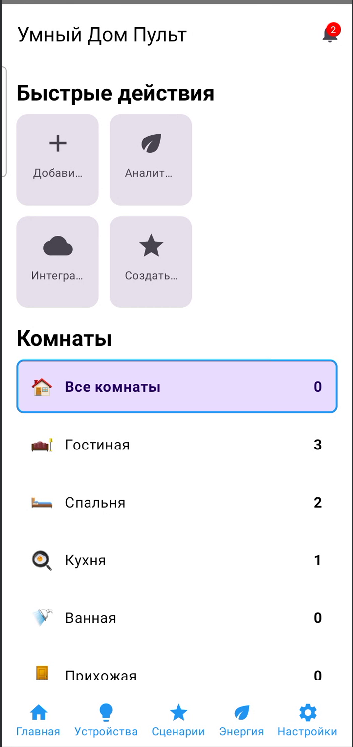 Умный Дом Пульт
2
Быстрые действия
Добави...
Аналит...
Интегра...
Создать...
Комнаты
Все комнаты 0
Гостиная 3
Спальня 2
Кухня 1
Ванная 0
Прихожая 0
Главная Устройства Сценарии Энергия Настройки